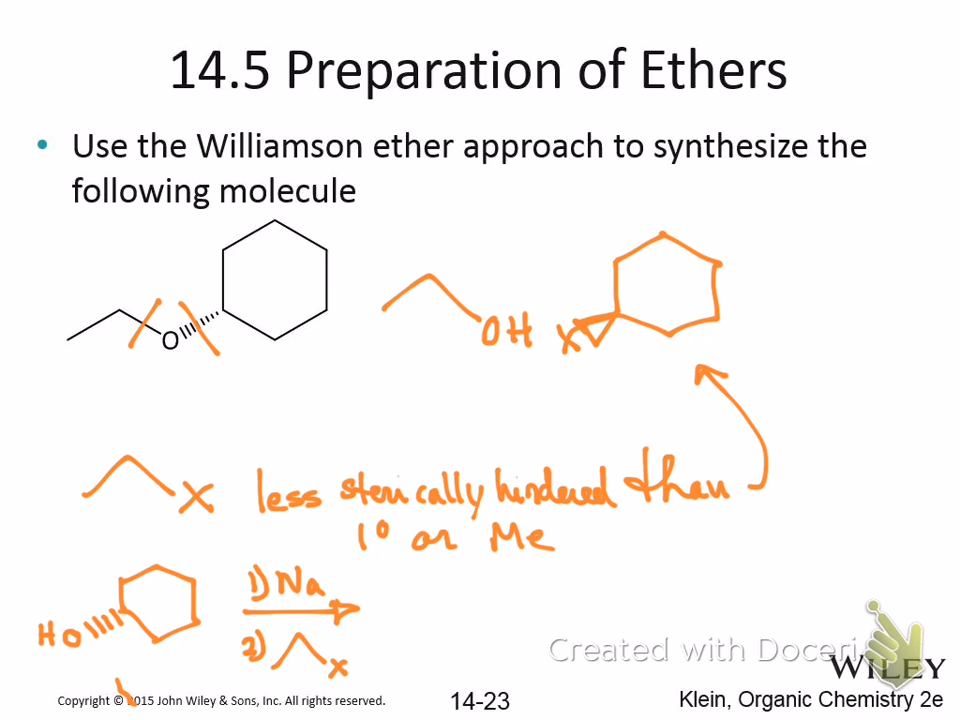 14.5 Preparation of Ethers
• Use the Williamson ether approach to synthesize the
following molecule
O
OH X
X less sterically hindered than
1° or Me
HO 1) Na
2) X
Created with Doceri
WILEY
Copyright © 2015 John Wiley & Sons, Inc. All rights reserved. 14-23 Klein, Organic Chemistry 2e